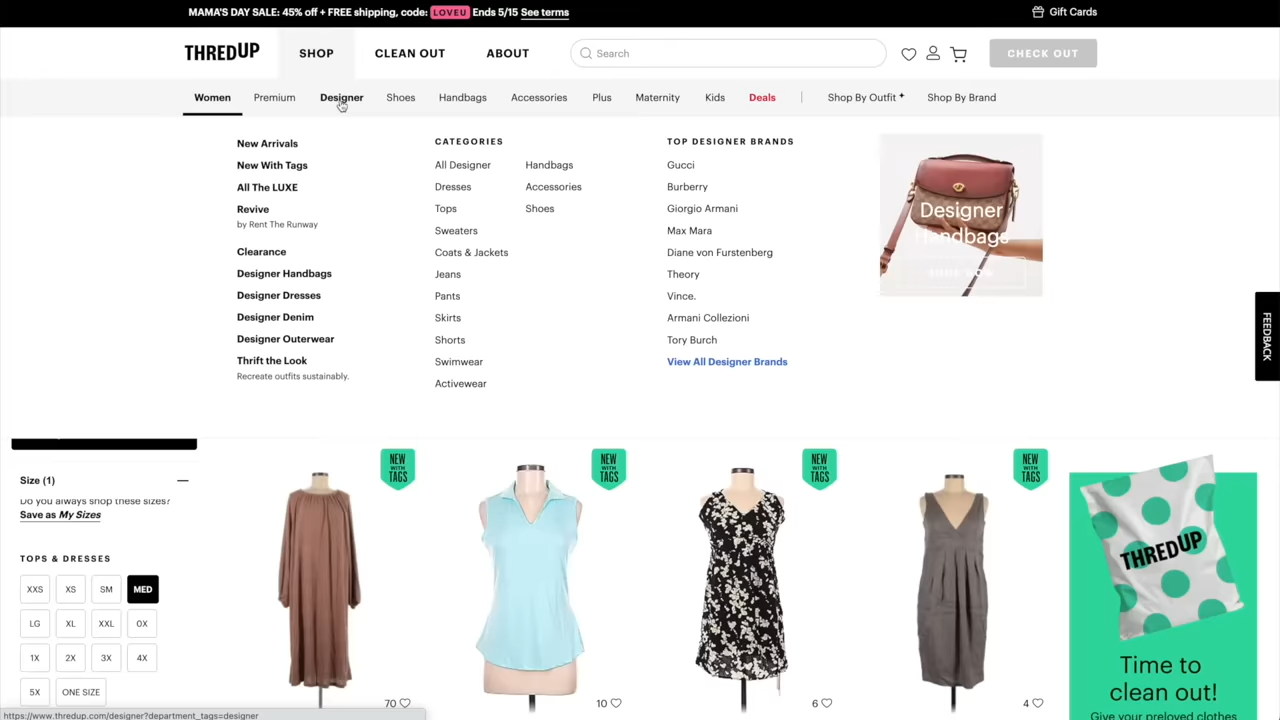 MAMA'S DAY SALE: 45% off + FREE shipping, code: LOVEU Ends 5/15 See terms
Gift Cards
THREDUP
SHOP
CLEAN OUT
ABOUT
Search
CHECK OUT
Women
Premium
Designer
Shoes
Handbags
Accessories
Plus
Maternity
Kids
Deals
Shop By Outfit
Shop By Brand
New Arrivals
New With Tags
All The LUXE
Revive
by Rent The Runway
Clearance
Designer Handbags
Designer Dresses
Designer Denim
Designer Outerwear
Thrift the Look
Recreate outfits sustainably.
CATEGORIES
All Designer
Dresses
Tops
Sweaters
Coats & Jackets
Jeans
Pants
Skirts
Shorts
Swimwear
Activewear
Handbags
Accessories
Shoes
TOP DESIGNER BRANDS
Gucci
Burberry
Giorgio Armani
Max Mara
Diane von Furstenberg
Theory
Vince.
Armani Collezioni
Tory Burch
View All Designer Brands
Designer
Handbags
FEEDBACK
Size (1)
Do you always shop these sizes?
Save as My Sizes
TOPS & DRESSES
XXS
XS
SM
MED
LG
XL
XXL
0X
1X
2X
3X
4X
5X
ONE SIZE
NEW
WITH
TAGS
70
NEW
WITH
TAGS
10
NEW
WITH
TAGS
6
NEW
WITH
TAGS
4
THREDUP
Time to
clean out!
Give your preloved clothes
https://www.thredup.com/designer?department_tags=designer